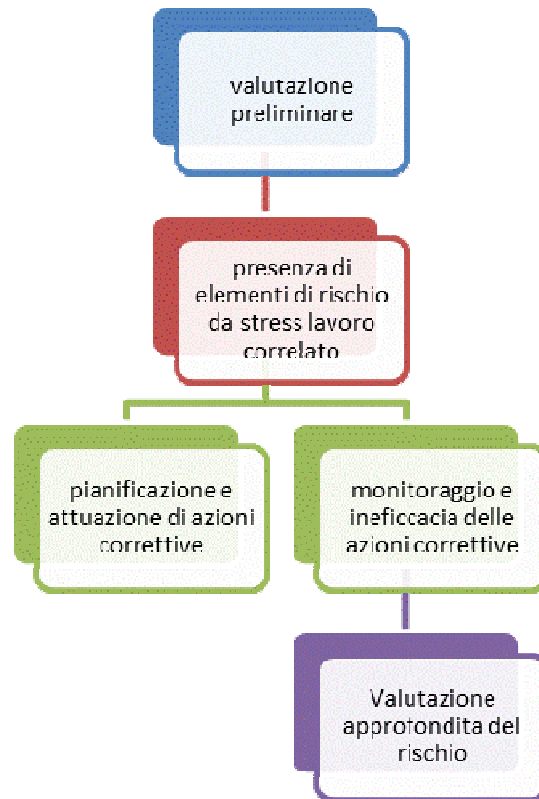 valutazione
preliminare
presenza di
elementi di rischio
da stress lavoro
correlato
pianificazione e
attuazione di azioni
correttive
monitoraggio e
ineficcacia delle
azioni correttive
Valutazione
approfondita del
rischio